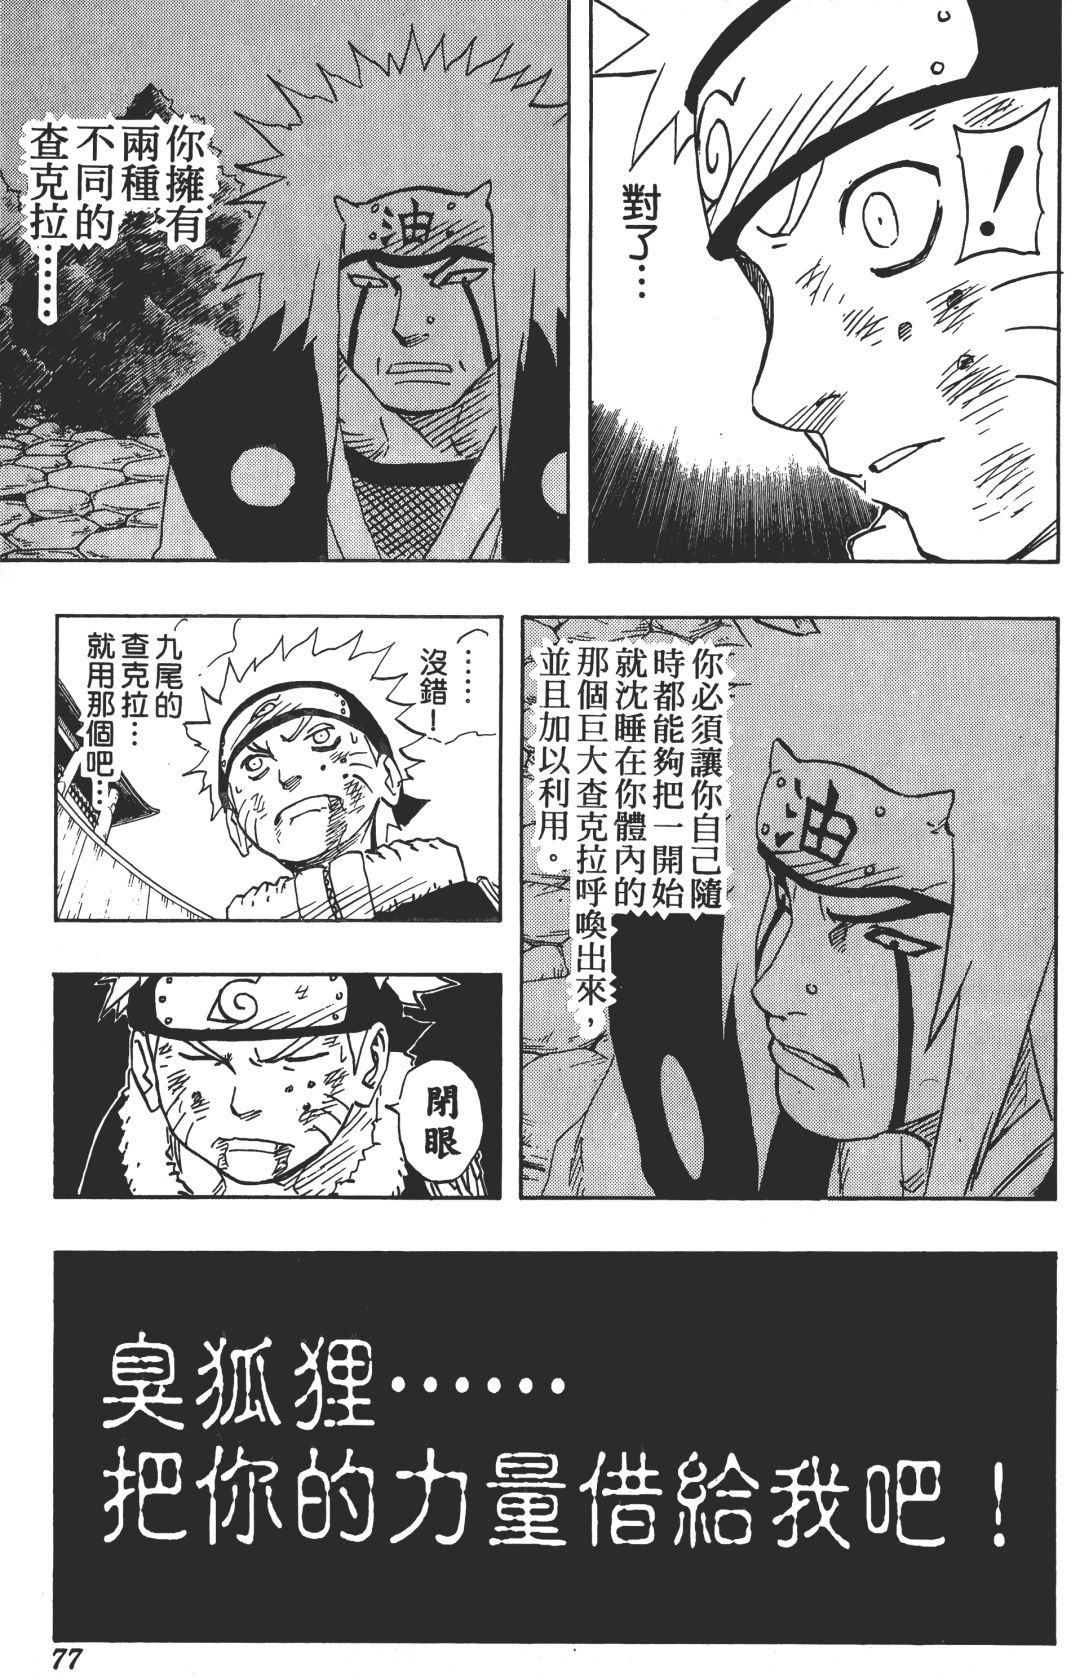 !
對了…
你擁有
兩種
不同的
查克拉……
油
你必須讓你自己隨
時都能夠把一開始
就沈睡在你體內的
那個巨大查克拉呼喚出來，
並且加以利用。
油
……
沒錯！
九尾的
查克拉…
就用那個吧……
閉
眼
臭狐狸……
把你的力量借給我吧！
77